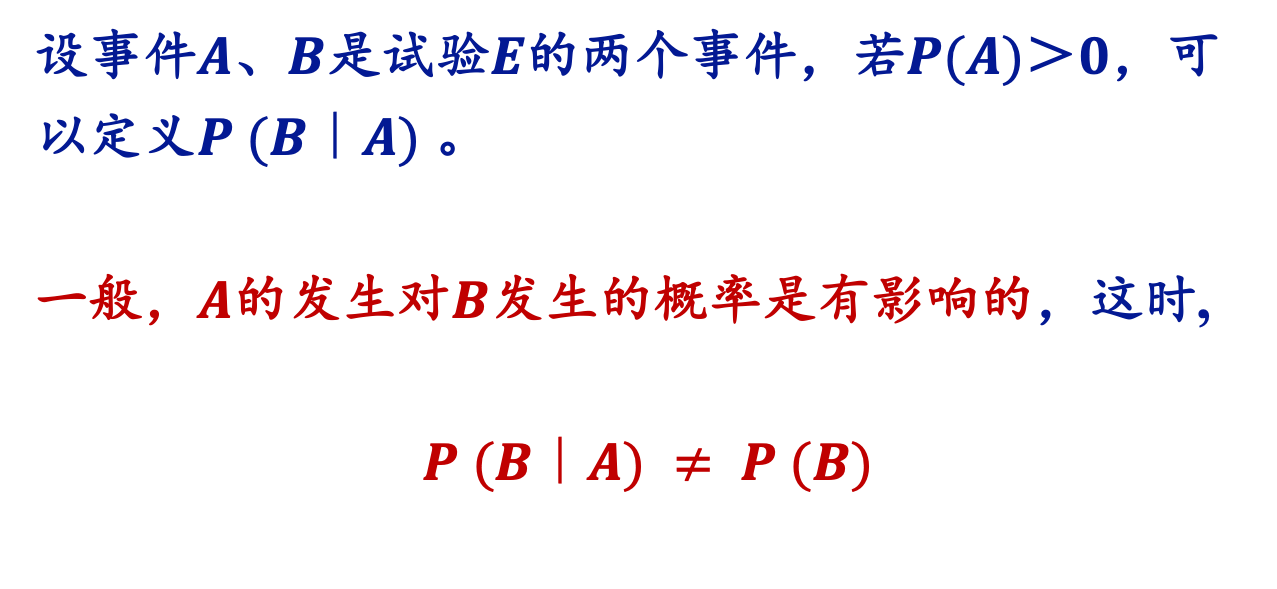 设事件A、B是试验E的两个事件，若P(A)＞0，可
以定义P (B｜A) 。
一般，A的发生对B发生的概率是有影响的，这时,
P (B｜A) ≠ P (B)